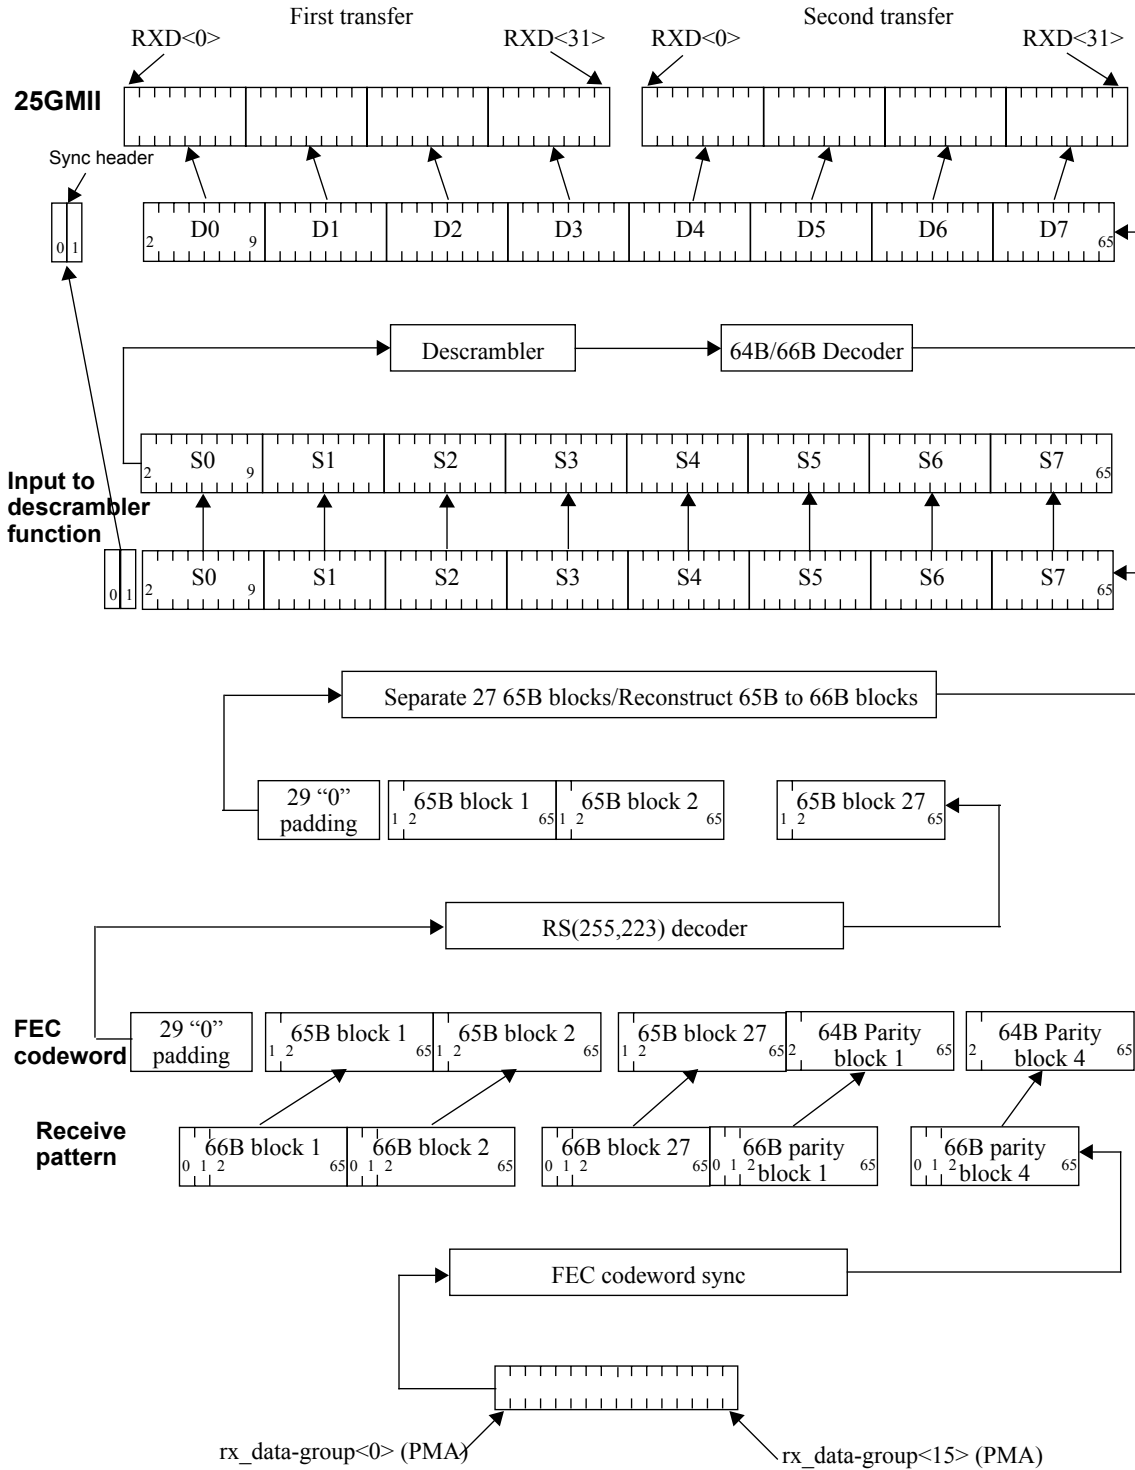 First transfer
Second transfer
RXD<0>
RXD<31>
RXD<0>
RXD<31>
25GMII
Sync header
0 1
2 D0 9
D1
D2
D3
D4
D5
D6
D7 65
Descrambler
64B/66B Decoder
2 S0 9
S1
S2
S3
S4
S5
S6
S7 65
Input to
descrambler
function
0 1
2 S0 9
S1
S2
S3
S4
S5
S6
S7 65
Separate 27 65B blocks/Reconstruct 65B to 66B blocks
29 “0”
padding
65B block 1
1 2 65
65B block 2
1 2 65
65B block 27
1 2 65
RS(255,223) decoder
FEC
codeword
29 “0”
padding
65B block 1
1 2 65
65B block 2
1 2 65
65B block 27
1 2 65
64B Parity
block 1
2 65
64B Parity
block 4
2 65
Receive
pattern
66B block 1
0 1 2 65
66B block 2
0 1 2 65
66B block 27
0 1 2 65
66B parity
block 1
0 1 2 65
66B parity
block 4
0 1 2 65
FEC codeword sync
rx_data-group<0> (PMA)
rx_data-group<15> (PMA)